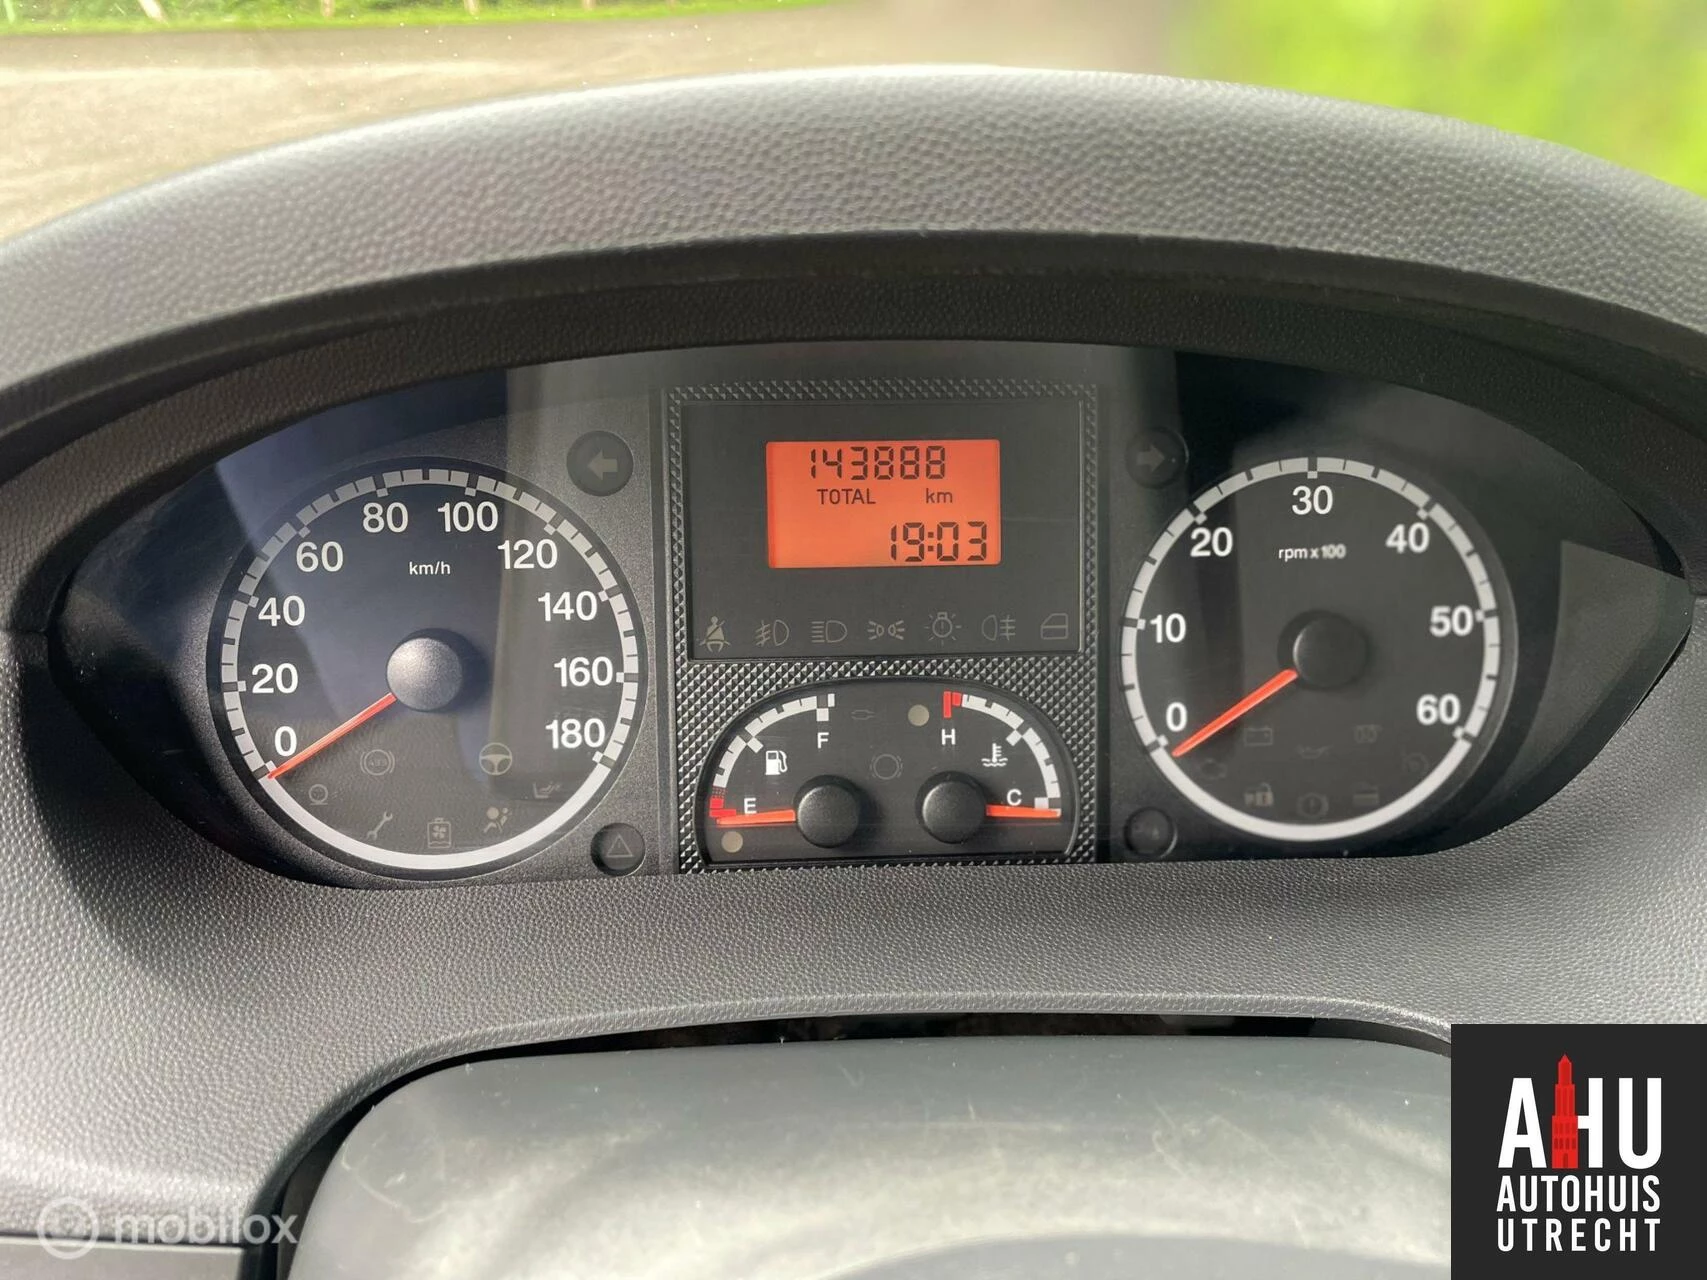 143888
TOTAL km
19:03
0 20 40 60 80 100 120 140 160 180
km/h
0 10 20 30 40 50 60
rpm x 100
F
E
H
C
ABS
mobilox
AHU
AUTOHUIS
UTRECHT